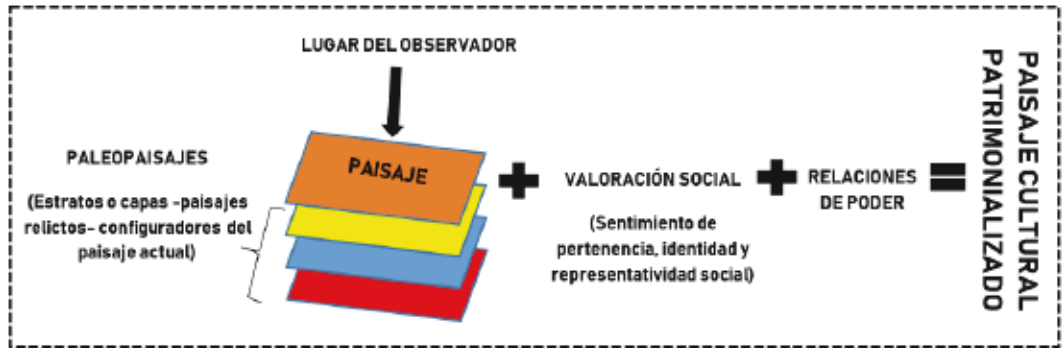 LUGAR DEL OBSERVADOR
PALEOPAISAJES
(Estratos o capas -paisajes
relictos- configuradores del
paisaje actual)
PAISAJE
VALORACIÓN SOCIAL
(Sentimiento de
pertenencia, identidad y
representatividad social)
RELACIONES
DE PODER
PAISAJE CULTURAL
PATRIMONIALIZADO